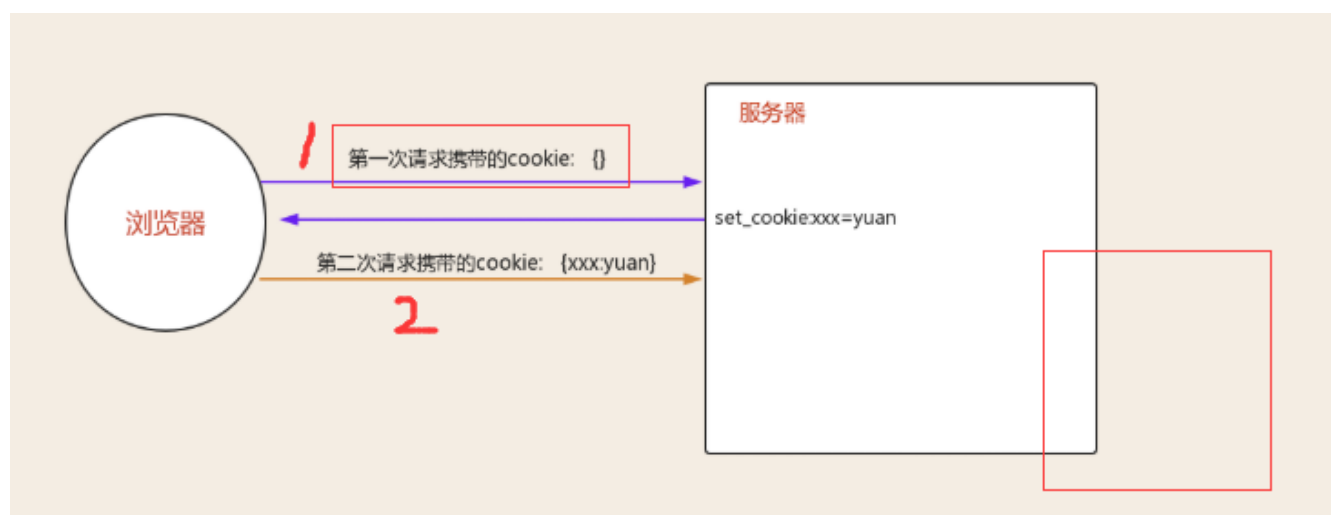 服务器
1
第一次请求携带的cookie: {}
浏览器
set_cookie:xxx=yuan
第二次请求携带的cookie: {xxx:yuan}
2